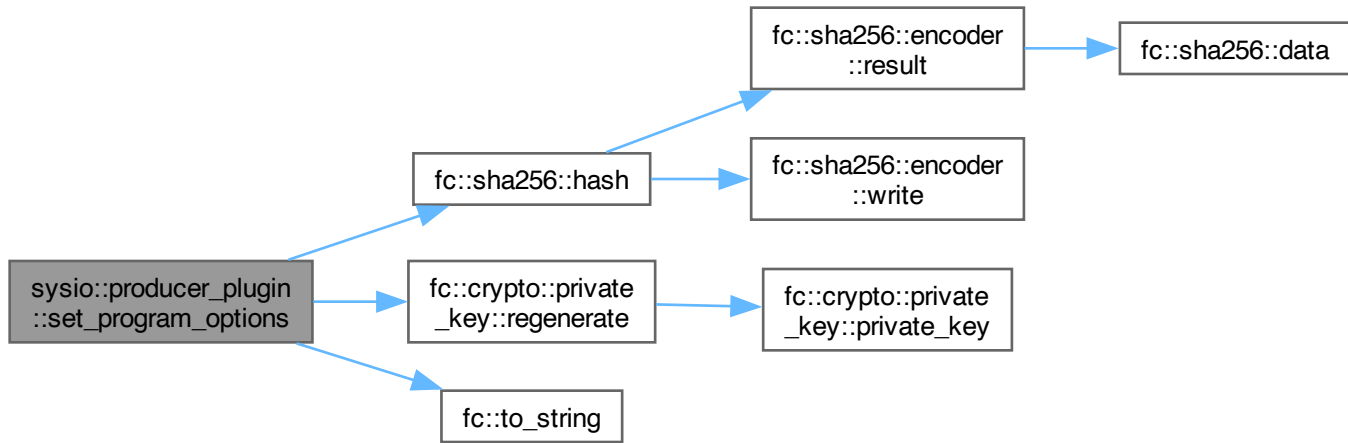 fc::sha256::encoder
::result
fc::sha256::data
fc::sha256::hash
fc::sha256::encoder
::write
sysio::producer_plugin
::set_program_options
fc::crypto::private
_key::regenerate
fc::crypto::private
_key::private_key
fc::to_string